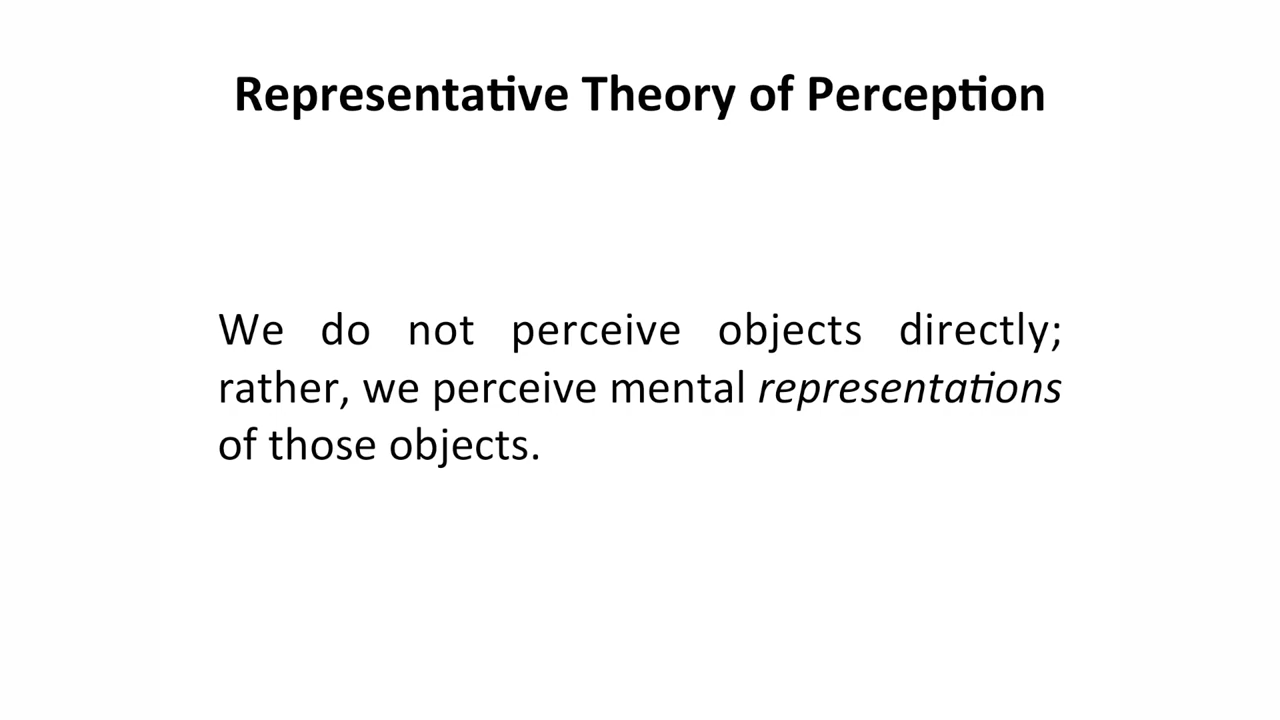 Representative Theory of Perception
We do not perceive objects directly;
rather, we perceive mental representations
of those objects.